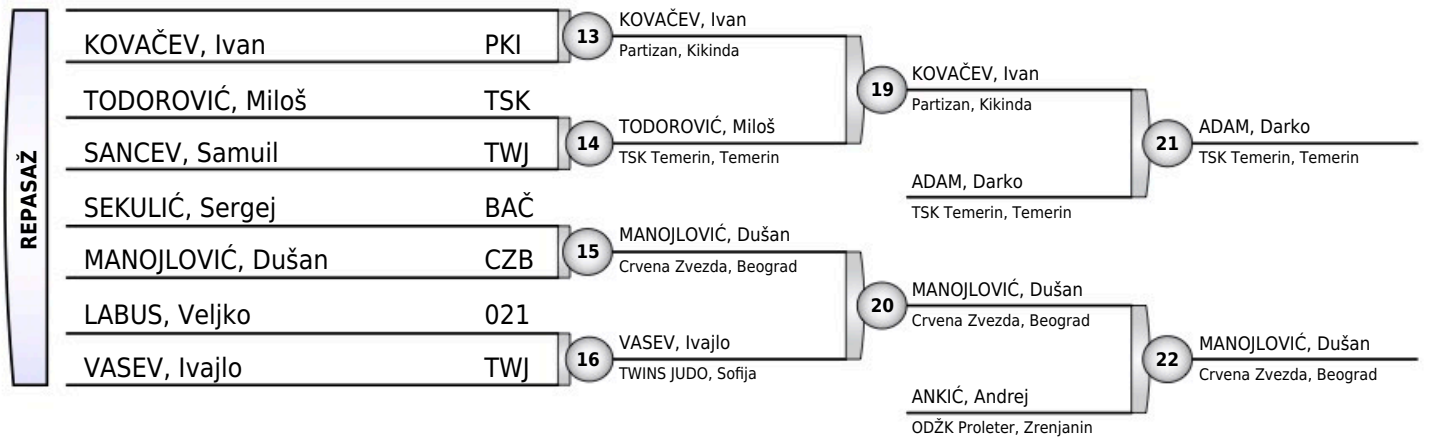 REPASAŽ
KOVAČEV, Ivan PKI
TODOROVIĆ, Miloš TSK
SANCEV, Samuil TWJ
SEKULIĆ, Sergej BAČ
MANOJLOVIĆ, Dušan CZB
LABUS, Veljko 021
VASEV, Ivajlo TWJ
13
KOVAČEV, Ivan
Partizan, Kikinda
14
TODOROVIĆ, Miloš
TSK Temerin, Temerin
15
MANOJLOVIĆ, Dušan
Crvena Zvezda, Beograd
16
VASEV, Ivajlo
TWINS JUDO, Sofija
19
KOVAČEV, Ivan
Partizan, Kikinda
ADAM, Darko
TSK Temerin, Temerin
20
MANOJLOVIĆ, Dušan
Crvena Zvezda, Beograd
ANKIĆ, Andrej
ODŽK Proleter, Zrenjanin
21
ADAM, Darko
TSK Temerin, Temerin
22
MANOJLOVIĆ, Dušan
Crvena Zvezda, Beograd